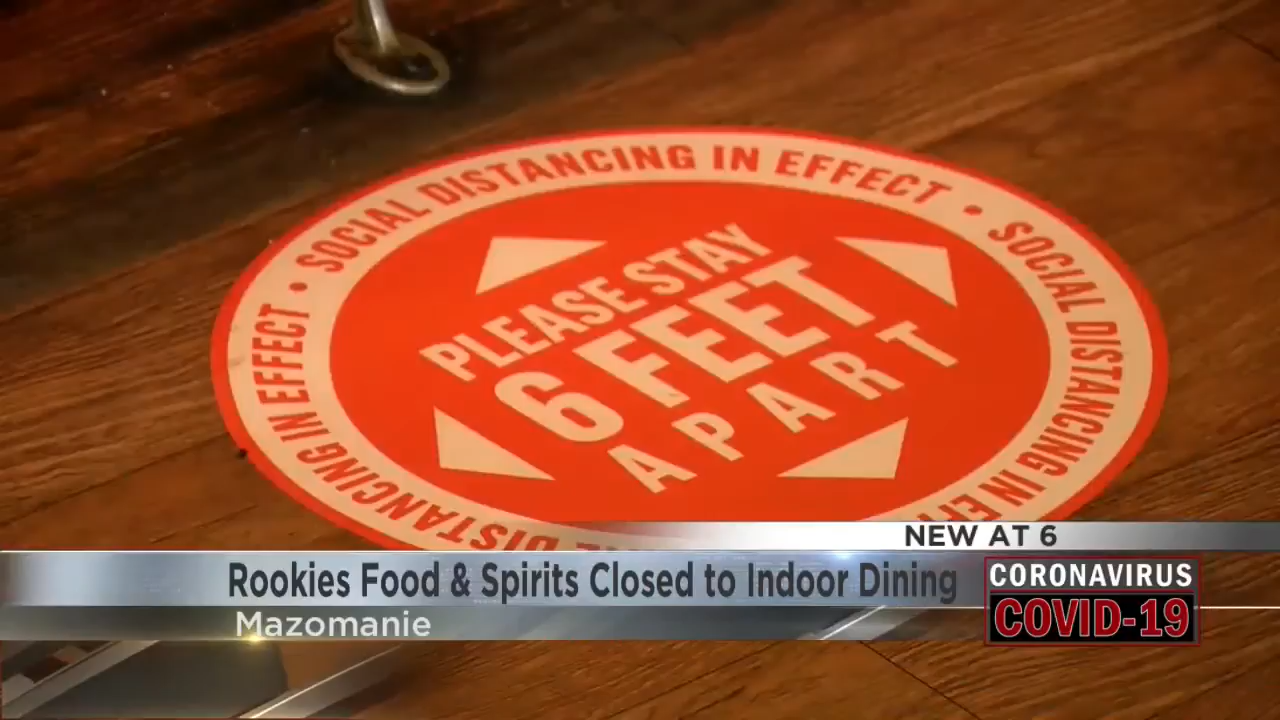 SOCIAL DISTANCING IN EFFECT • SOCIAL DISTANCING IN
DISTANCING IN EFFECT •
PLEASE STAY
6 FEET
APART
NEW AT 6
Rookies Food & Spirits Closed to Indoor Dining
Mazomanie
CORONAVIRUS
COVID-19